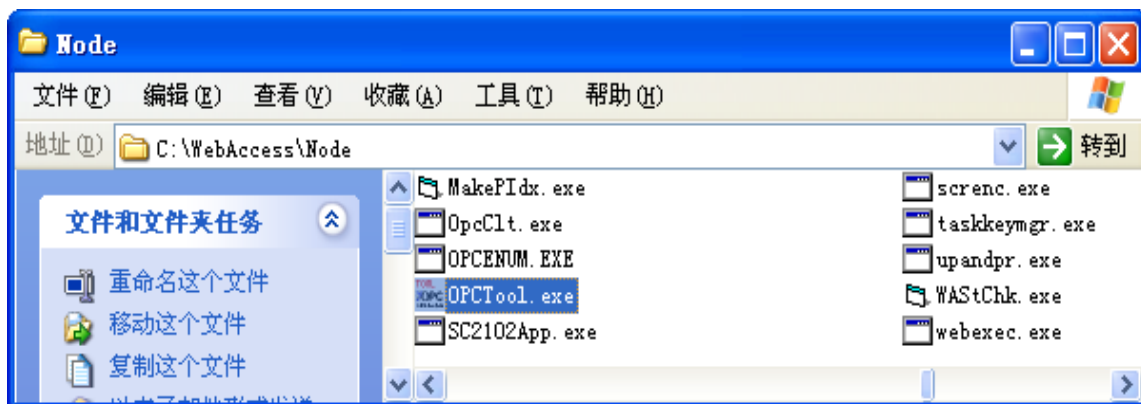 Node
文件(F) 编辑(E) 查看(V) 收藏(A) 工具(T) 帮助(H)
地址(D) C:\WebAccess\Node 转到
文件和文件夹任务
重命名这个文件
移动这个文件
复制这个文件
MakePIdx.exe
OpcClt.exe
OPCENUM.EXE
OPCTool.exe
SC2102App.exe
screnc.exe
taskkeymgr.exe
upandpr.exe
WAStChk.exe
webexec.exe